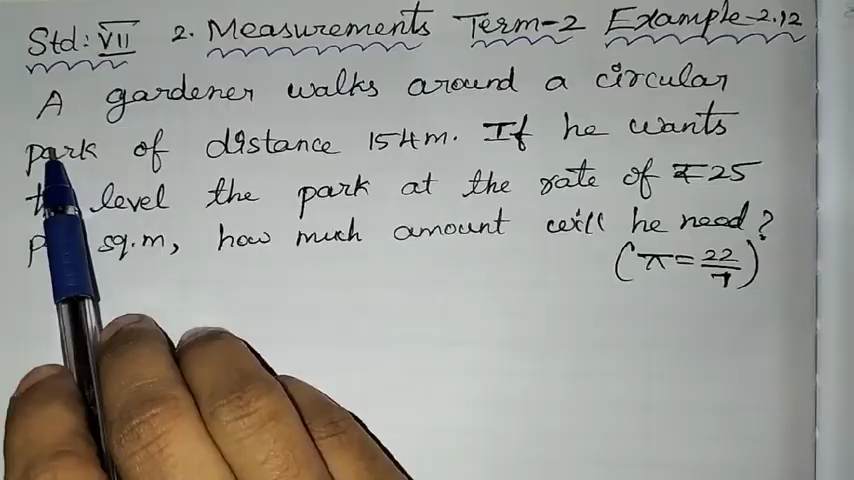 Std: VII 2. Measurements Term-2 Example-2.12
A gardener walks around a circular
park of distance 154m. If he wants
level the park at the rate of ₹25
sq.m, how much amount will he need?
(π=22/7)